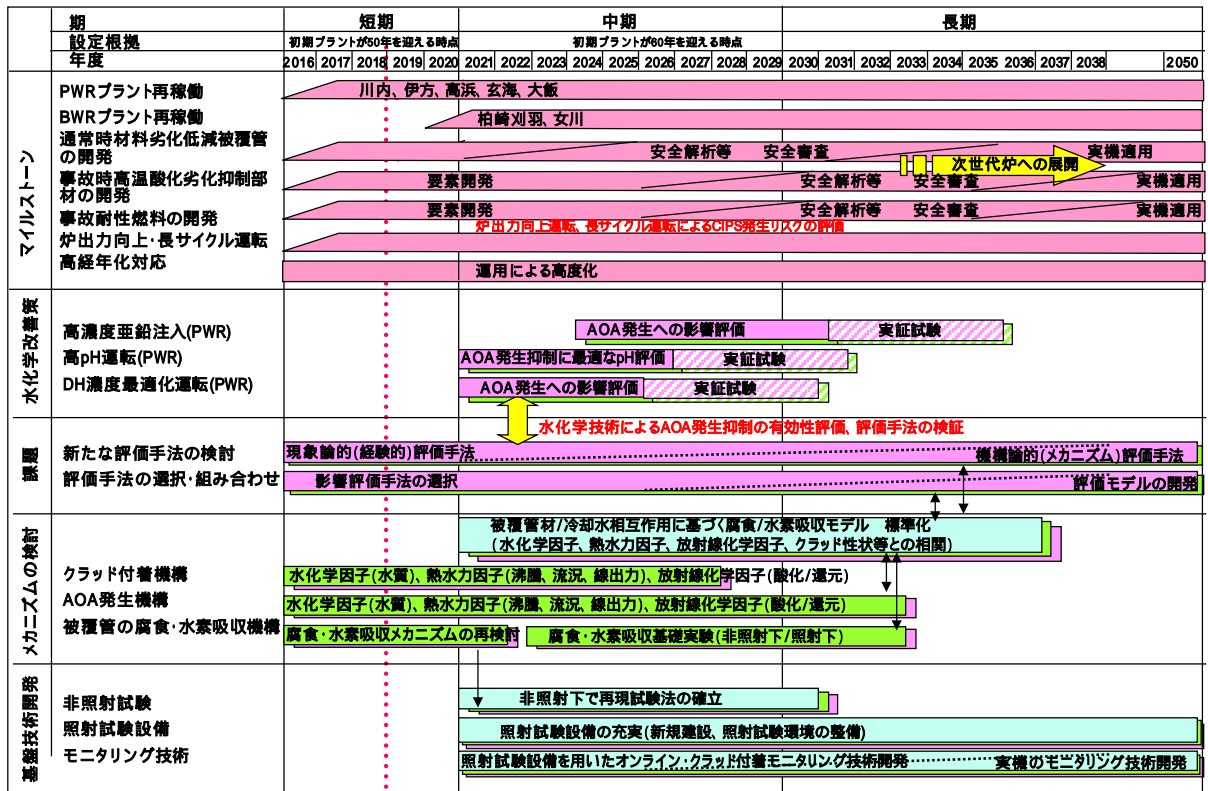 期 短期 中期 長期
設定根拠 初期プラントが50年を迎える時点 初期プラントが60年を迎える時点
年度 2016 2017 2018 2019 2020 2021 2022 2023 2024 2025 2026 2027 2028 2029 2030 2031 2032 2033 2034 2035 2036 2037 2038 2050
マイルストーン
PWRプラント再稼働 川内、伊方、高浜、玄海、大飯
BWRプラント再稼働 柏崎刈羽、女川
通常時材料劣化低減被覆管
の開発 安全解析等 安全審査 実機適用
次世代炉への展開
事故時高温酸化劣化抑制部
材の開発 要素開発 安全解析等 安全審査 実機適用
事故耐性燃料の開発 要素開発 安全解析等 安全審査 実機適用
炉出力向上運転、長サイクル運転によるCIPS発生リスクの評価
炉出力向上・長サイクル運転
高経年化対応 運用による高度化
水化学改善策
高濃度亜鉛注入(PWR) AOA発生への影響評価 実証試験
高pH運転(PWR) AOA発生抑制に最適なpH評価 実証試験
DH濃度最適化運転(PWR) AOA発生への影響評価 実証試験
水化学技術によるAOA発生抑制の有効性評価、評価手法の検証
課題
新たな評価手法の検討 現象論的(経験的)評価手法 機構論的(メカニズム)評価手法
評価手法の選択・組み合わせ 影響評価手法の選択 評価モデルの開発
メカニズムの検討
被覆管材/冷却水相互作用に基づく腐食/水素吸収モデル 標準化
(水化学因子、熱水力因子、放射線化学因子、クラッド性状等との相関)
クラッド付着機構 水化学因子(水質)、熱水力因子(沸騰、流況、線出力)、放射線化学因子(酸化/還元)
AOA発生機構 水化学因子(水質)、熱水力因子(沸騰、流況、線出力)、放射線化学因子(酸化/還元)
被覆管の腐食・水素吸収機構 腐食・水素吸収メカニズムの再検討 腐食・水素吸収基礎実験(非照射下/照射下)
基盤技術開発
非照射試験 非照射下で再現試験法の確立
照射試験設備 照射試験設備の充実(新規建設、照射試験環境の整備)
モニタリング技術 照射試験設備を用いたオンライン・クラッド付着モニタリング技術開発 実機のモニタリング技術開発